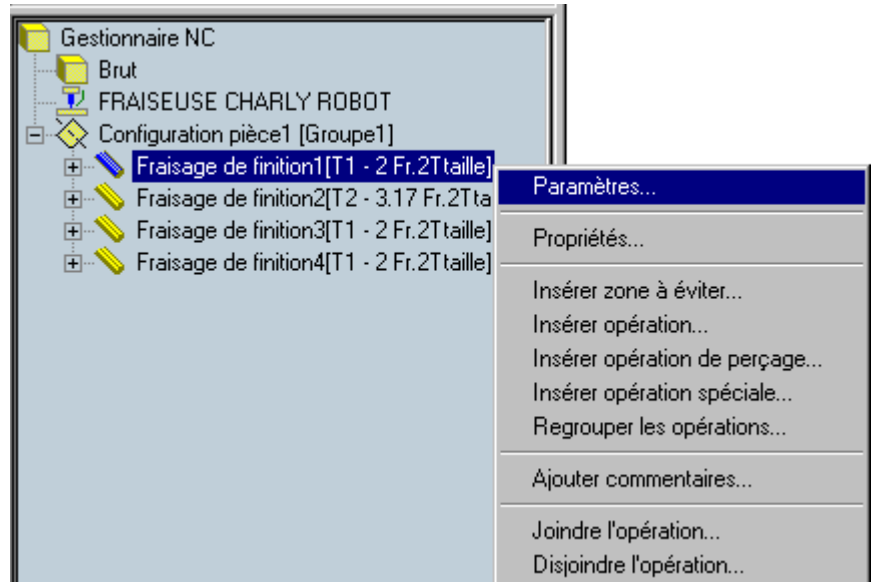 Gestionnaire NC
Brut
FRAISEUSE CHARLY ROBOT
Configuration pièce1 [Groupe1]
Fraisage de finition1[T1 - 2 Fr.2Ttaille]
Fraisage de finition2[T2 - 3.17 Fr.2Tta
Fraisage de finition3[T1 - 2 Fr.2Ttaille]
Fraisage de finition4[T1 - 2 Fr.2Ttaille]
Paramètres...
Propriétés...
Insérer zone à éviter...
Insérer opération...
Insérer opération de perçage...
Insérer opération spéciale...
Regrouper les opérations...
Ajouter commentaires...
Joindre l'opération...
Disjoindre l'opération...